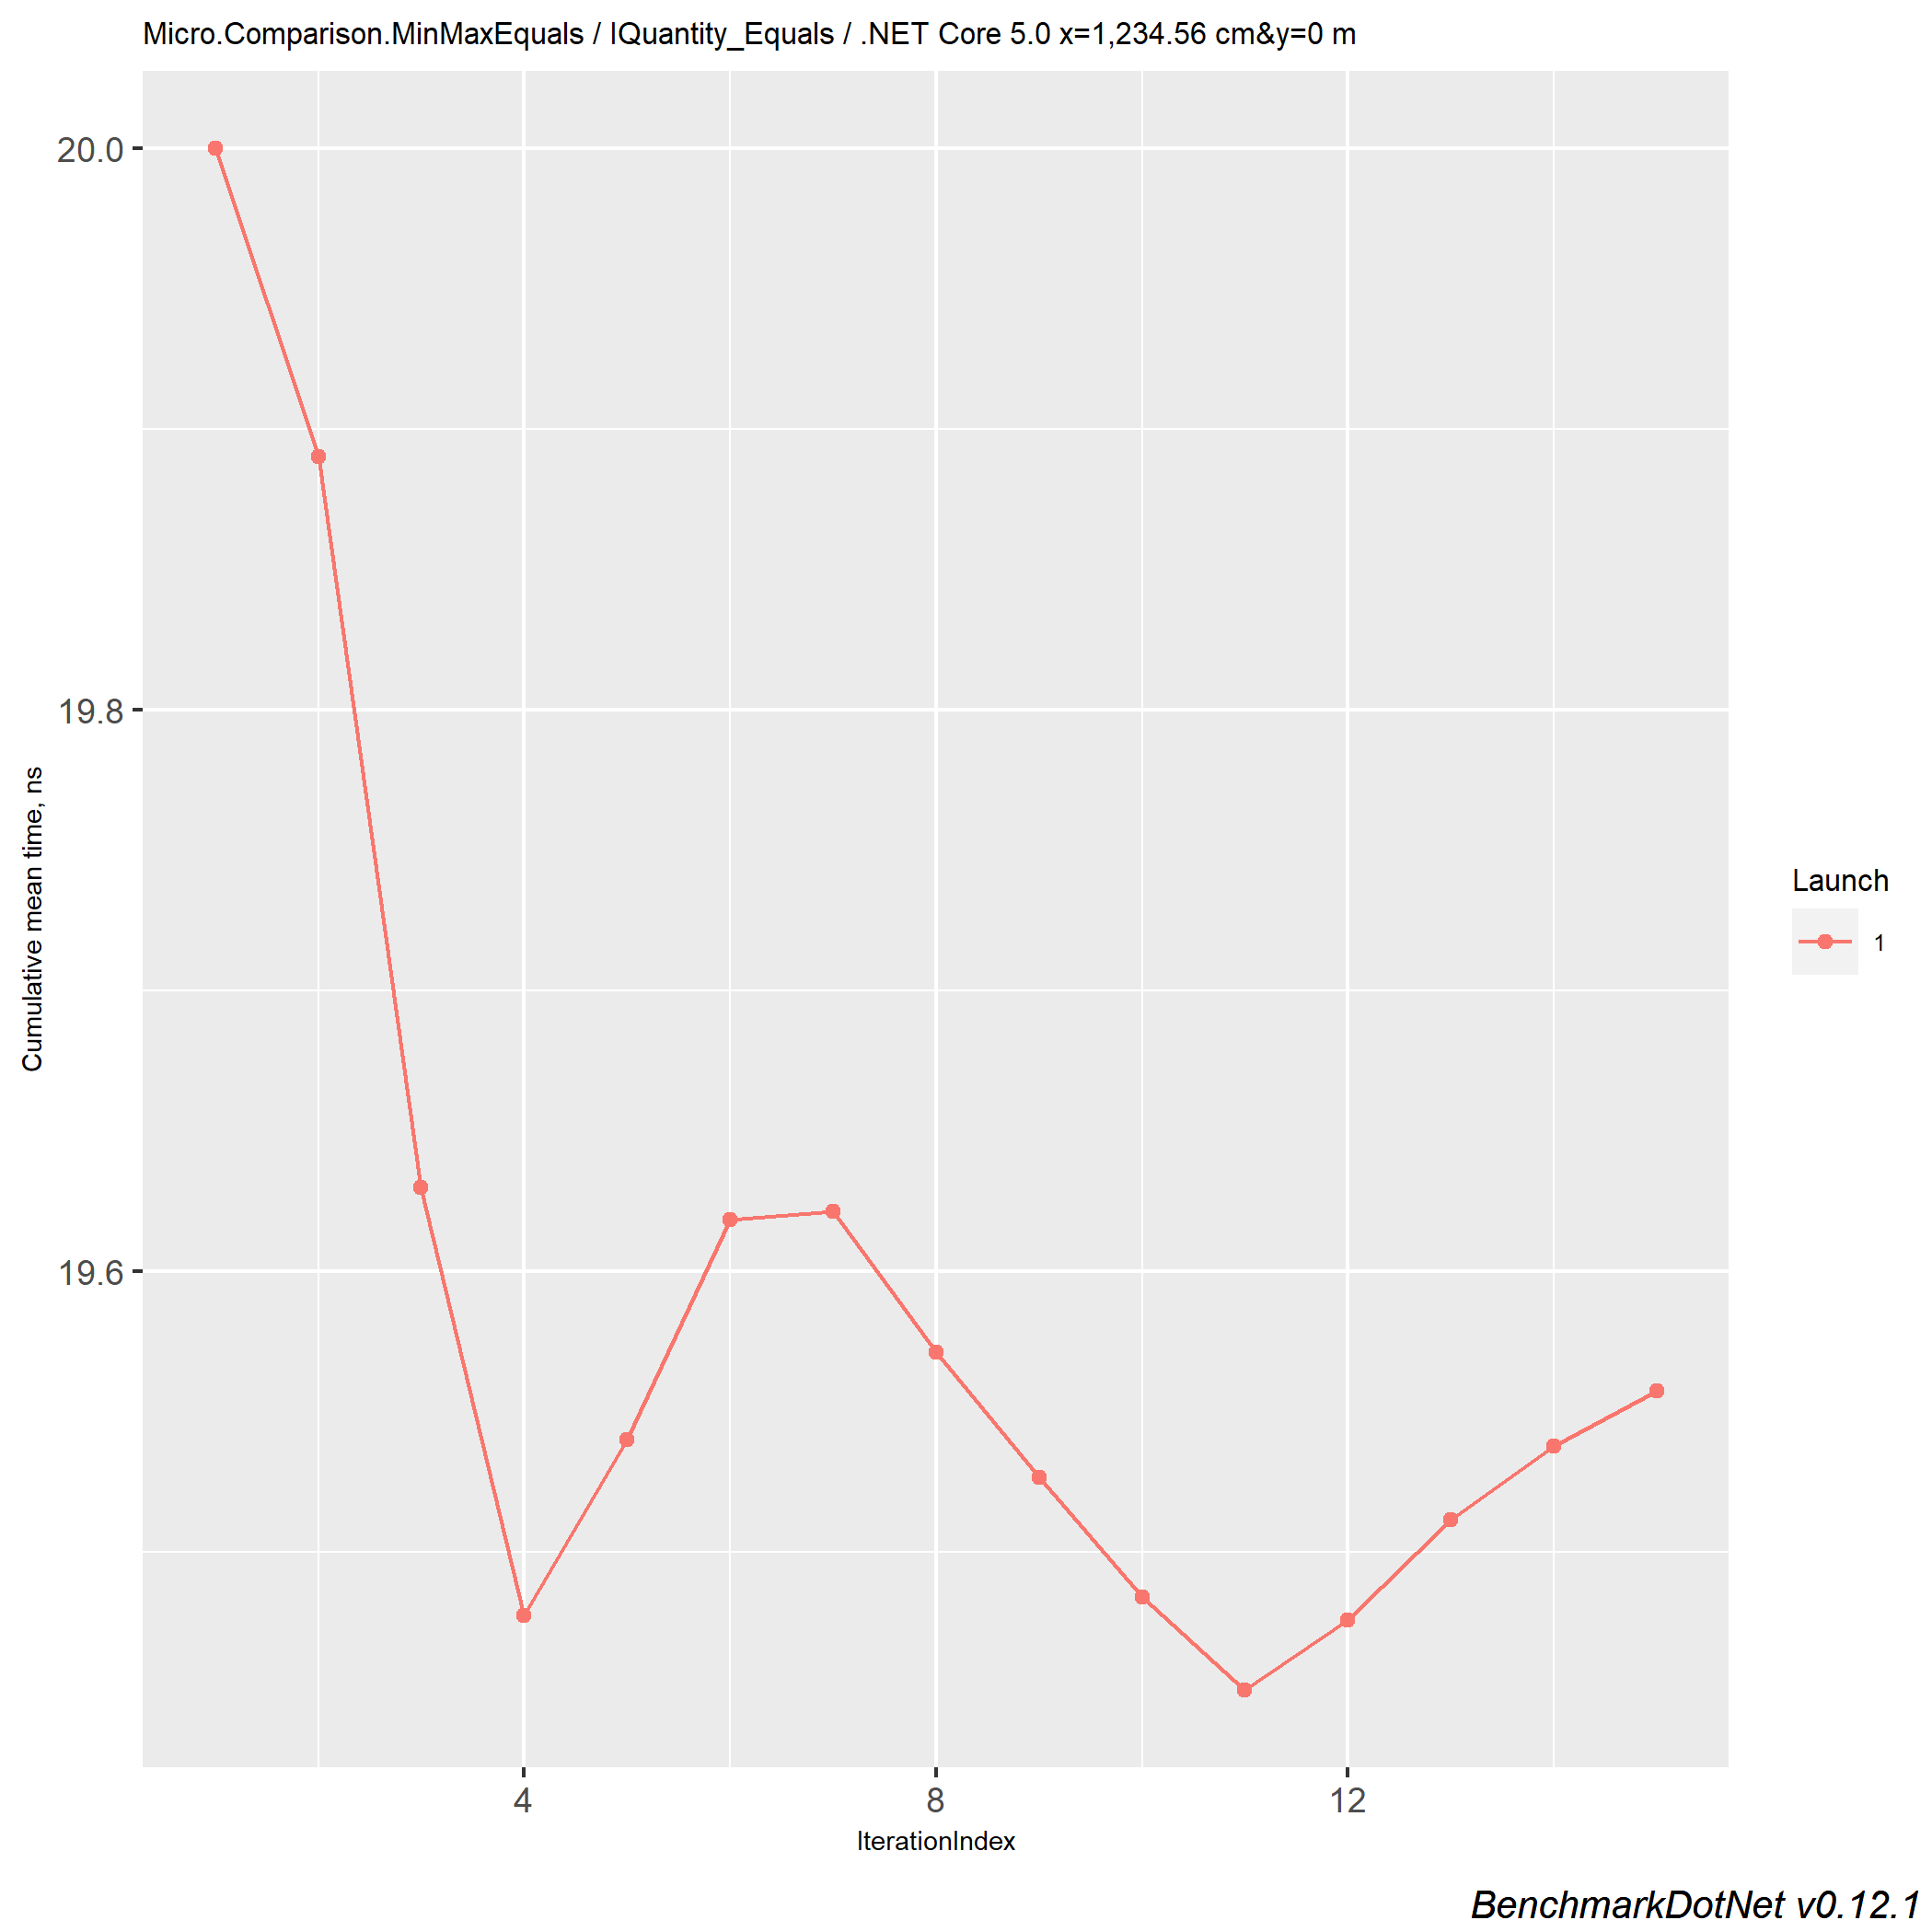 Micro.Comparison.MinMaxEquals / IQuantity_Equals / .NET Core 5.0 x=1,234.56 cm&y=0 m
20.0
19.8
19.6
Cumulative mean time, ns
4
8
12
IterationIndex
Launch
1
BenchmarkDotNet v0.12.1